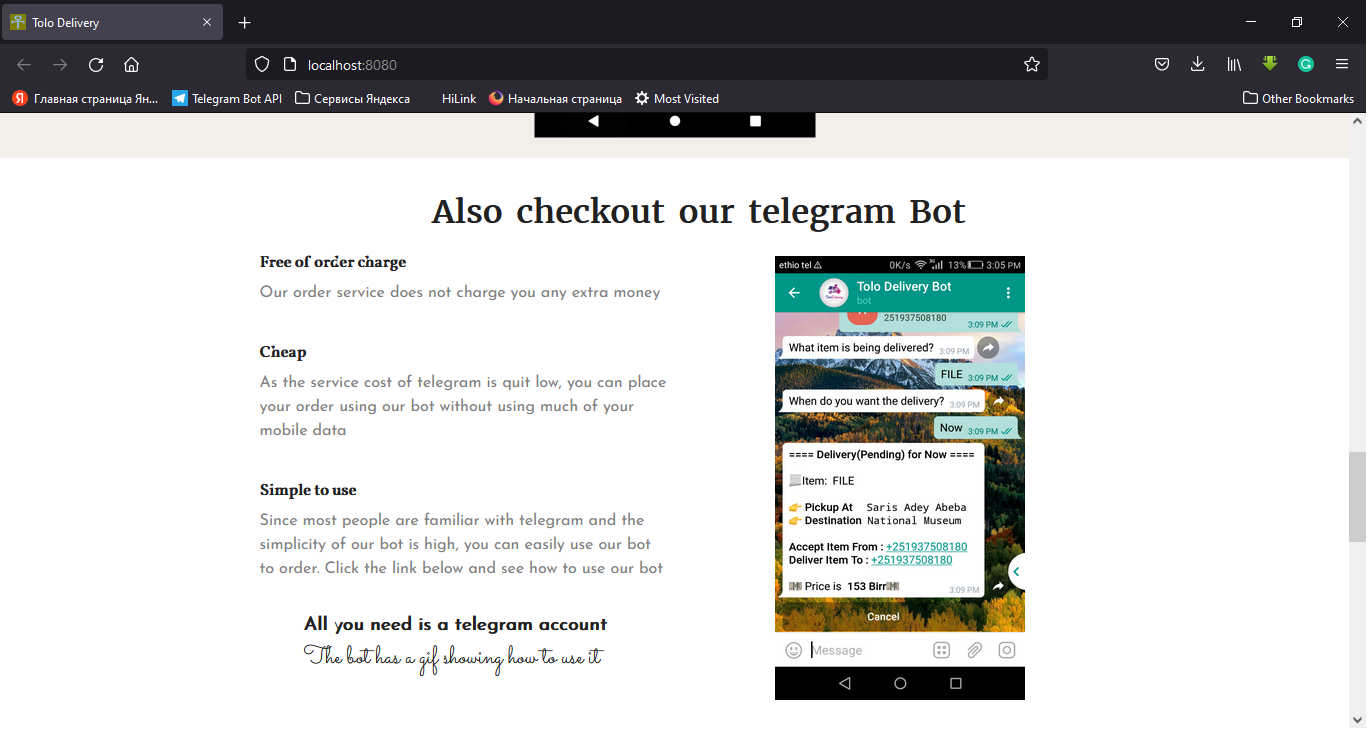 Tolo Delivery
localhost:8080
Главная страница Ян...
Telegram Bot API
Сервисы Яндекса
HiLink
Начальная страница
Most Visited
Other Bookmarks
Also checkout our telegram Bot
Free of order charge
Our order service does not charge you any extra money
Cheap
As the service cost of telegram is quit low, you can place
your order using our bot without using much of your
mobile data
Simple to use
Since most people are familiar with telegram and the
simplicity of our bot is high, you can easily use our bot
to order. Click the link below and see how to use our bot
All you need is a telegram account
The bot has a gif showing how to use it
ethio tel 0K/s 3G 13% 3:05 PM
Tolo Delivery Bot
bot
251937508180
3:09 PM
What item is being delivered? 3:09 PM
FILE 3:09 PM
When do you want the delivery? 3:09 PM
Now 3:09 PM
==== Delivery(Pending) for Now ====
Item: FILE
Pickup At Saris Adey Abeba
Destination National Museum
Accept Item From : +251937508180
Deliver Item To : +251937508180
Price is 153 Birr
3:09 PM
Cancel
Message